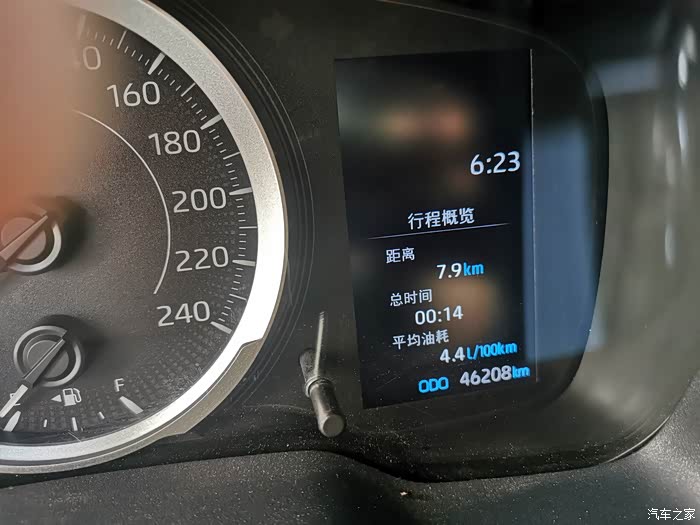 160
180
200
220
240
F
6:23
行程概览
距离
7.9km
总时间
00:14
平均油耗
4.4L/100km
ODO 46208km
汽车之家